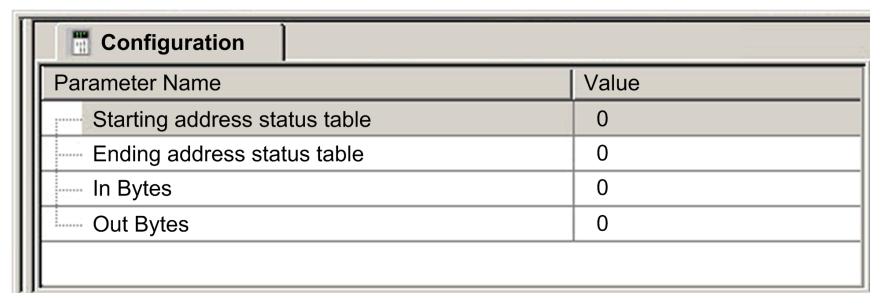 Configuration
Parameter Name Value
Starting address status table 0
Ending address status table 0
In Bytes 0
Out Bytes 0